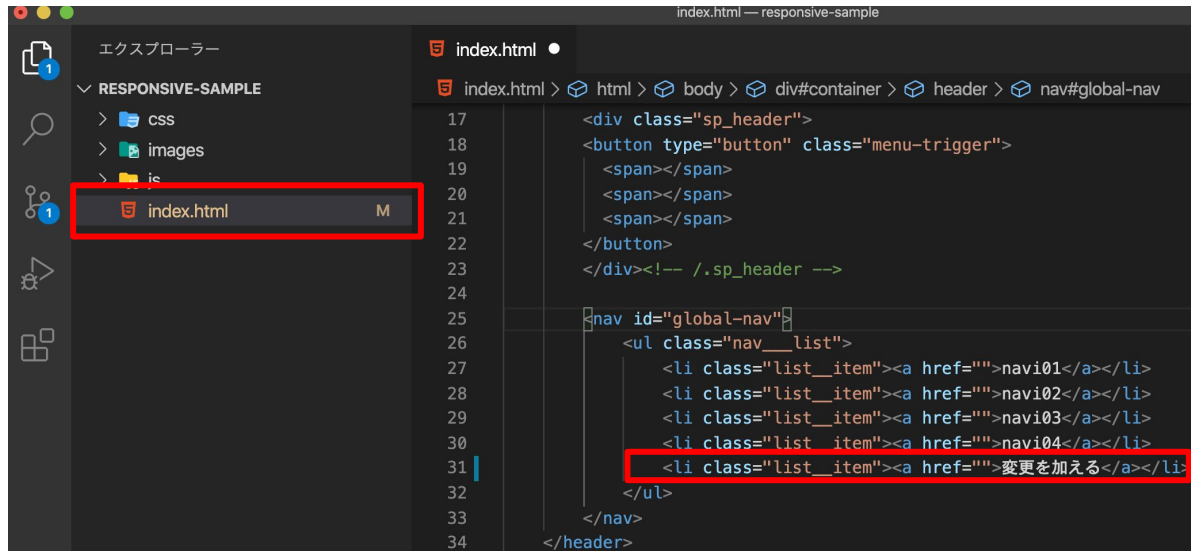 index.html — responsive-sample
エクスプローラー
1
RESPONSIVE-SAMPLE
css
images
js
index.html M
1
index.html
index.html > html > body > div#container > header > nav#global-nav
17 <div class="sp_header">
18 <button type="button" class="menu-trigger">
19 <span></span>
20 <span></span>
21 <span></span>
22 </button>
23 </div><!-- /.sp_header -->
24
25 <nav id="global-nav">
26 <ul class="nav___list">
27 <li class="list__item"><a href="">navi01</a></li>
28 <li class="list__item"><a href="">navi02</a></li>
29 <li class="list__item"><a href="">navi03</a></li>
30 <li class="list__item"><a href="">navi04</a></li>
31 <li class="list__item"><a href="">変更を加える</a></li>
32 </ul>
33 </nav>
34 </header>